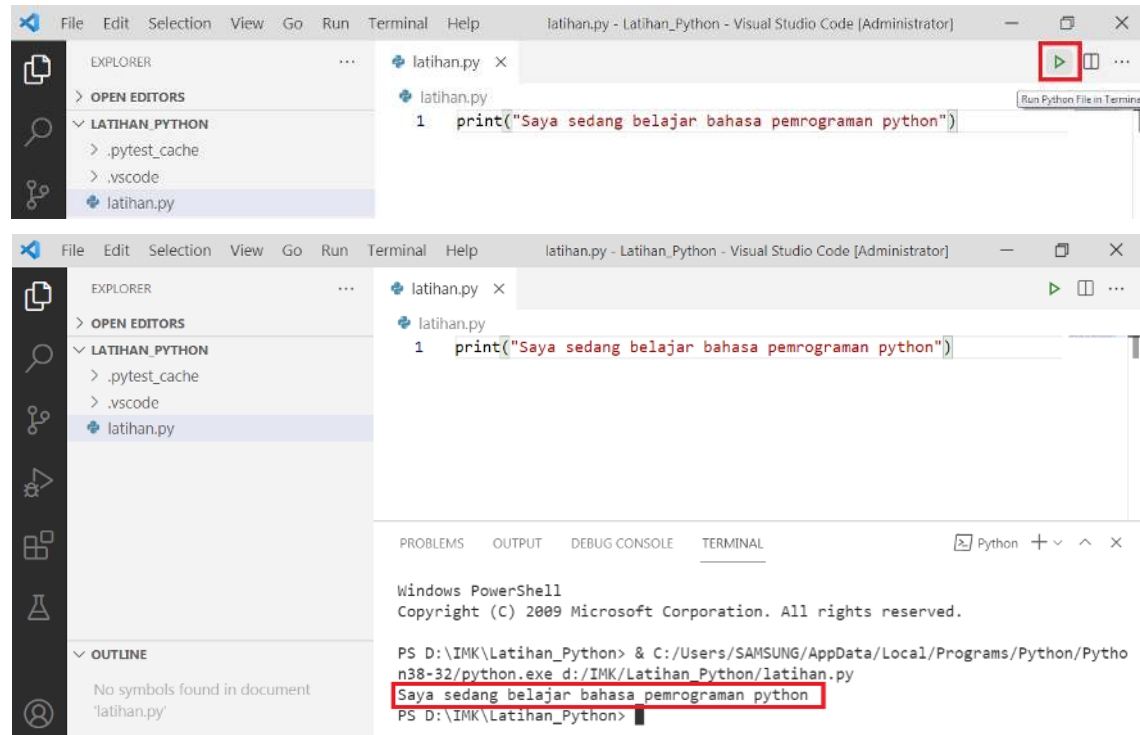 File Edit Selection View Go Run Terminal Help latihan.py - Latihan_Python - Visual Studio Code [Administrator]
EXPLORER ... latihan.py ...
> OPEN EDITORS latihan.py
Run Python File in Termina
LATIHAN_PYTHON 1 print("Saya sedang belajar bahasa pemrograman python")
> .pytest_cache
> .vscode
latihan.py
File Edit Selection View Go Run Terminal Help latihan.py - Latihan_Python - Visual Studio Code [Administrator]
EXPLORER ... latihan.py ...
> OPEN EDITORS latihan.py
LATIHAN_PYTHON 1 print("Saya sedang belajar bahasa pemrograman python")
> .pytest_cache
> .vscode
latihan.py
PROBLEMS OUTPUT DEBUG CONSOLE TERMINAL Python
Windows PowerShell
Copyright (C) 2009 Microsoft Corporation. All rights reserved.
PS D:\IMK\Latihan_Python> & C:/Users/SAMSUNG/AppData/Local/Programs/Python/Pytho
n38-32/python.exe d:/IMK/Latihan_Python/latihan.py
Saya sedang belajar bahasa pemrograman python
PS D:\IMK\Latihan_Python>
OUTLINE
No symbols found in document
'latihan.py'